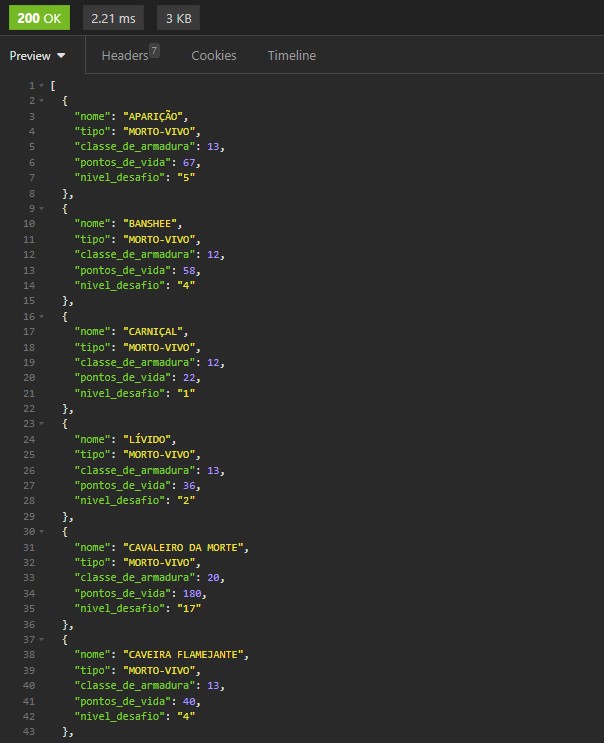 200 OK 2.21 ms 3 KB
Preview Headers 7 Cookies Timeline
1 [
2 {
3 "nome": "APARIÇÃO",
4 "tipo": "MORTO-VIVO",
5 "classe_de_armadura": 13,
6 "pontos_de_vida": 67,
7 "nivel_desafio": "5"
8 },
9 {
10 "nome": "BANSHEE",
11 "tipo": "MORTO-VIVO",
12 "classe_de_armadura": 12,
13 "pontos_de_vida": 58,
14 "nivel_desafio": "4"
15 },
16 {
17 "nome": "CARNIÇAL",
18 "tipo": "MORTO-VIVO",
19 "classe_de_armadura": 12,
20 "pontos_de_vida": 22,
21 "nivel_desafio": "1"
22 },
23 {
24 "nome": "LÍVIDO",
25 "tipo": "MORTO-VIVO",
26 "classe_de_armadura": 13,
27 "pontos_de_vida": 36,
28 "nivel_desafio": "2"
29 },
30 {
31 "nome": "CAVALEIRO DA MORTE",
32 "tipo": "MORTO-VIVO",
33 "classe_de_armadura": 20,
34 "pontos_de_vida": 180,
35 "nivel_desafio": "17"
36 },
37 {
38 "nome": "CAVEIRA FLAMEJANTE",
39 "tipo": "MORTO-VIVO",
40 "classe_de_armadura": 13,
41 "pontos_de_vida": 40,
42 "nivel_desafio": "4"
43 },